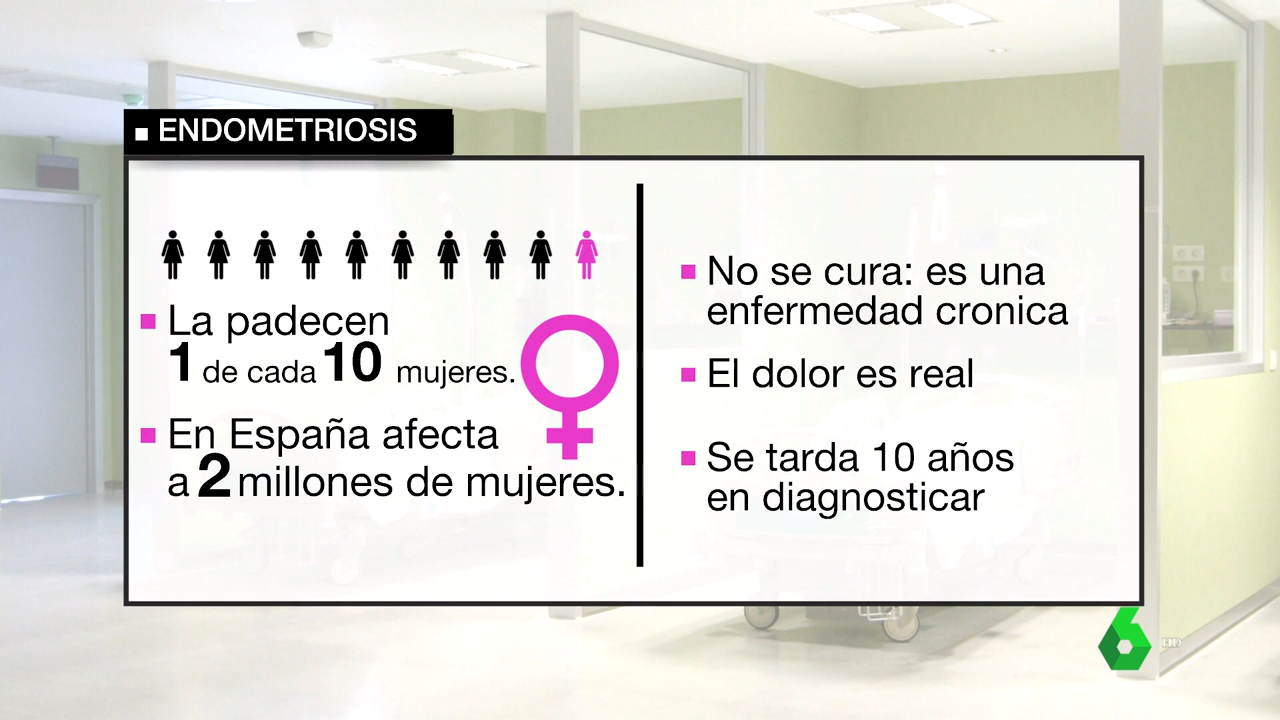 ENDOMETRIOSIS
La padecen
1 de cada 10 mujeres.
En España afecta
a 2 millones de mujeres.
No se cura: es una
enfermedad cronica
El dolor es real
Se tarda 10 años
en diagnosticar
6 HD